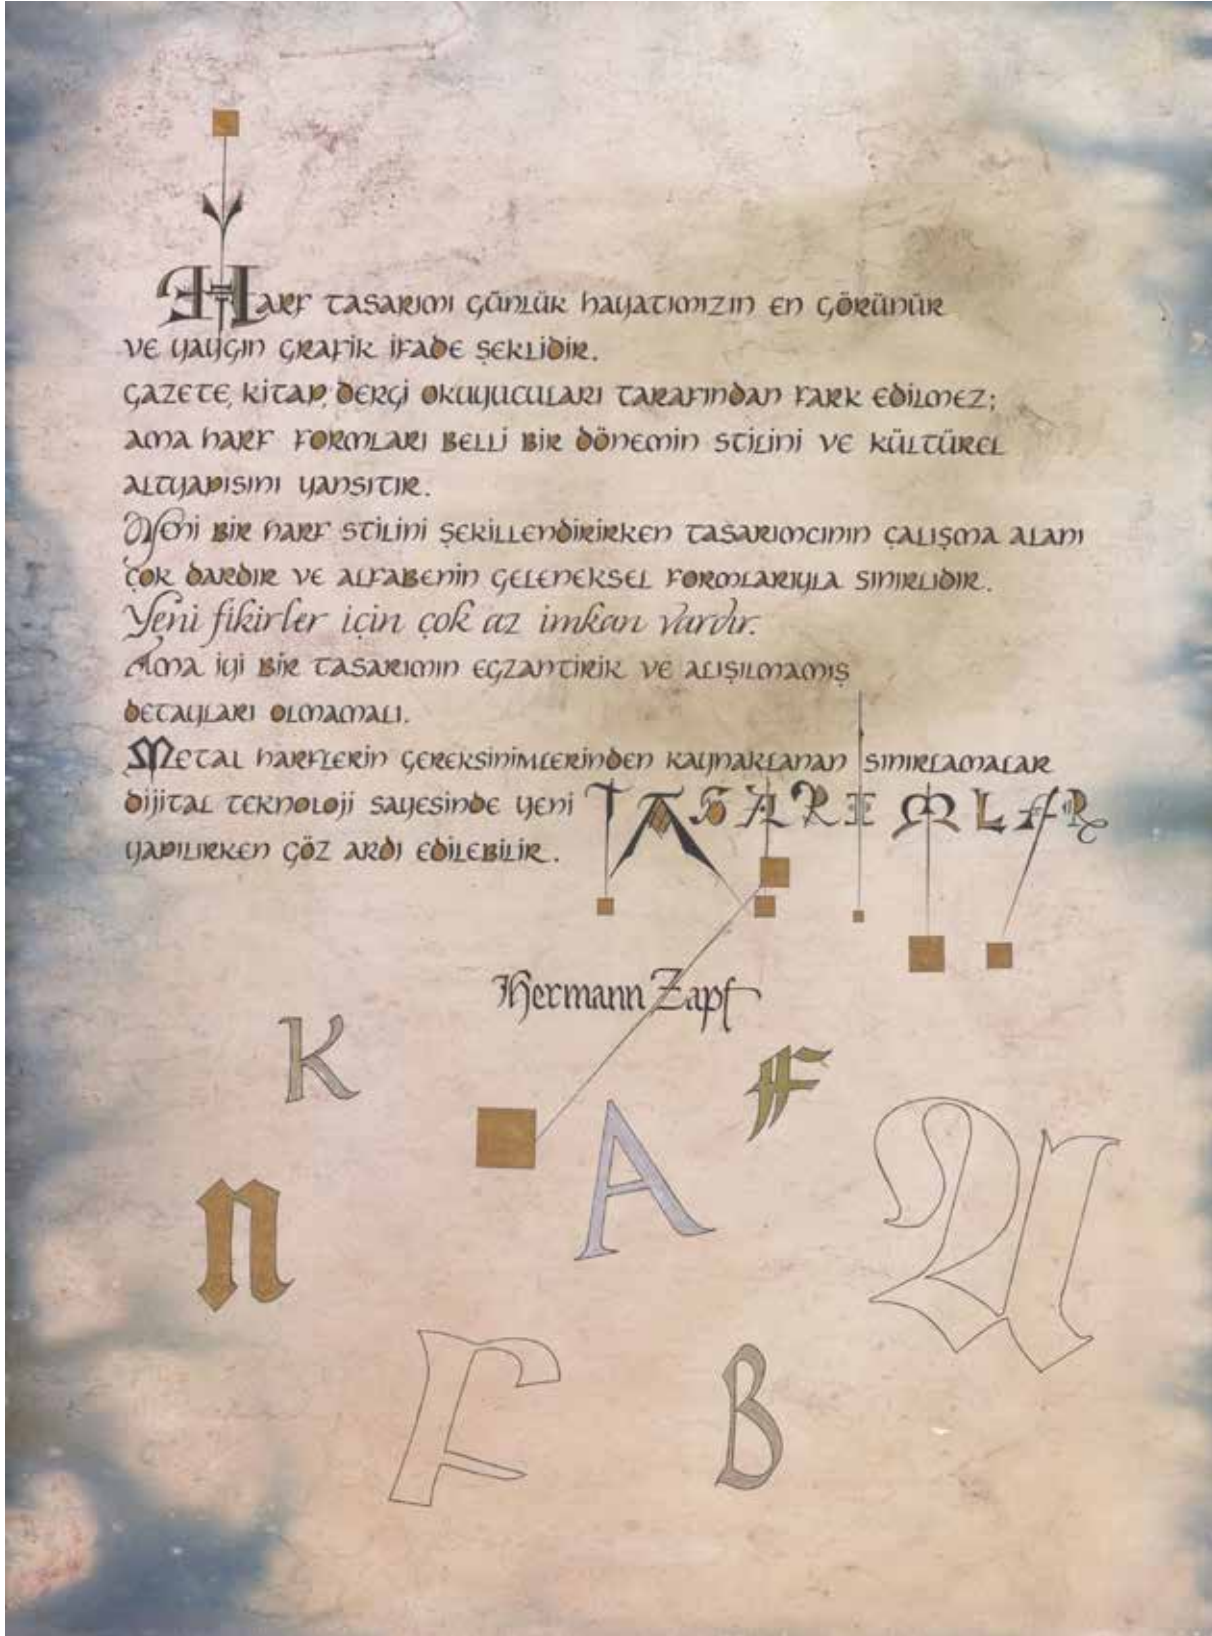 Harf tasarımı günlük hayatımızın en görünür
ve yaygın grafik ifade şeklidir.
Gazete, kitap, dergi okuyucuları tarafından fark edilmez;
ama harf formları belli bir dönemin stilini ve kültürel
altyapısını yansıtır.
Yeni bir harf stilini şekillendirirken tasarımcının çalışma alanı
çok dardır ve alfabenin geleneksel formlarıyla sınırlıdır.
Yeni fikirler için çok az imkan vardır.
Ama iyi bir tasarımın egzantirik ve alışılmamış
detayları olmamalı.
Metal harflerin gereksinimlerinden kaynaklanan sınırlamalar
dijital teknoloji sayesinde yeni TASARIMLAR
yapılırken göz ardı edilebilir.
Hermann Zapf
K
F
A
A
n
F
B